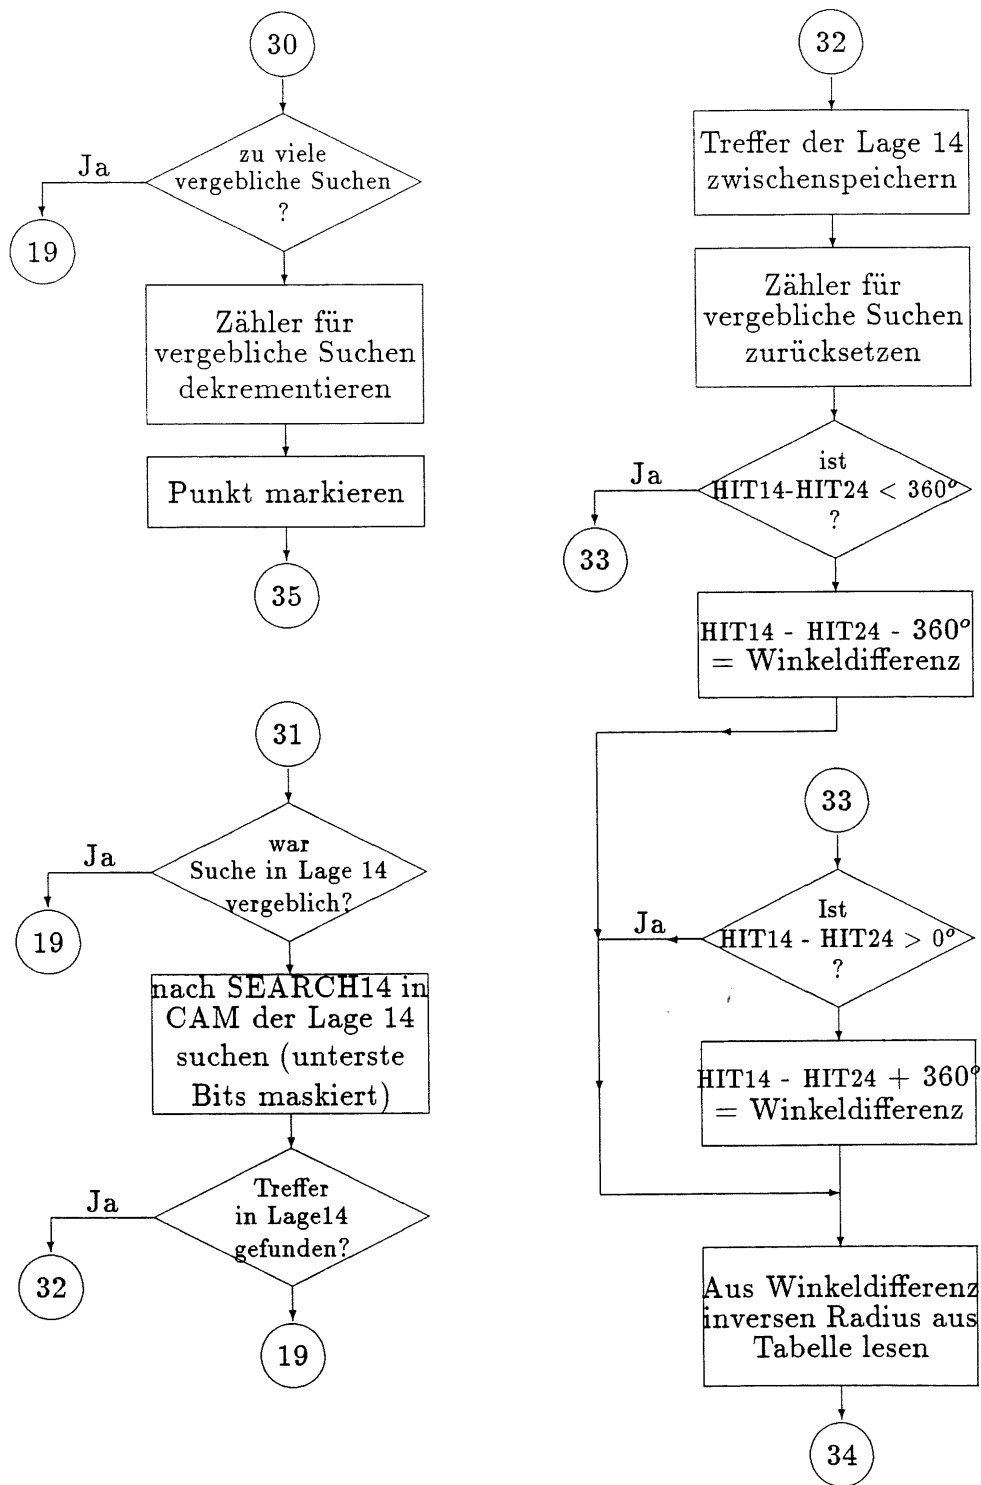 30
zu viele
vergebliche Suchen
?
Ja
19
Zähler für
vergebliche Suchen
dekrementieren
Punkt markieren
35
31
war
Suche in Lage 14
vergeblich?
Ja
19
nach SEARCH14 in
CAM der Lage 14
suchen (unterste
Bits maskiert)
Treffer
in Lage14
gefunden?
Ja
32
19
32
Treffer der Lage 14
zwischenspeichern
Zähler für
vergebliche Suchen
zurücksetzen
ist
HIT14-HIT24 < 360°
?
Ja
33
HIT14 - HIT24 - 360°
= Winkeldifferenz
33
Ist
HIT14 - HIT24 > 0°
?
Ja
HIT14 - HIT24 + 360°
= Winkeldifferenz
Aus Winkeldifferenz
inversen Radius aus
Tabelle lesen
34